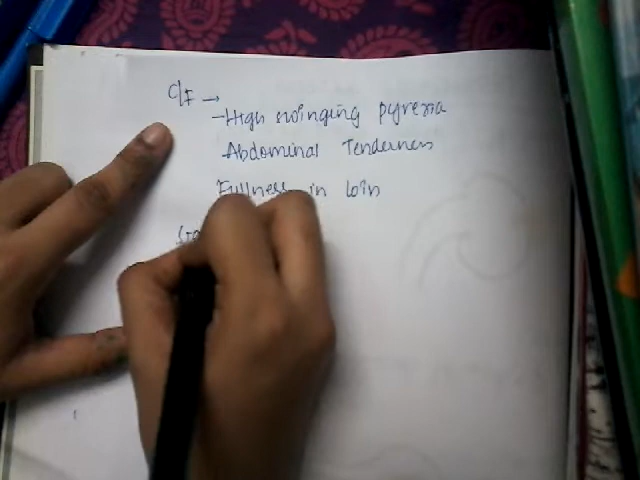 C/F →
- High swinging pyrexia
- Abdominal Tenderness
Fullness in loin